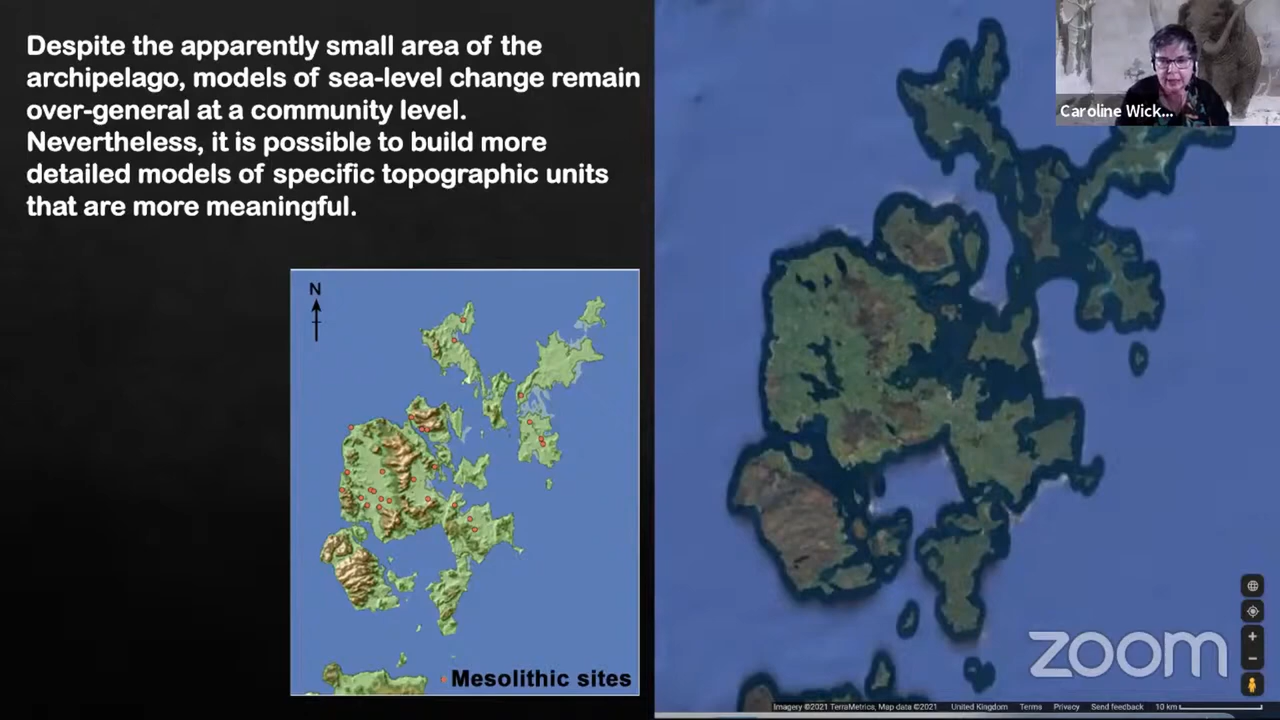 Despite the apparently small area of the
archipelago, models of sea-level change remain
over-general at a community level.
Nevertheless, it is possible to build more
detailed models of specific topographic units
that are more meaningful.
N
Mesolithic sites
Caroline Wick...
zoom
Imagery ©2021 TerraMetrics, Map data ©2021 United Kingdom Terms Privacy Send feedback 10 km